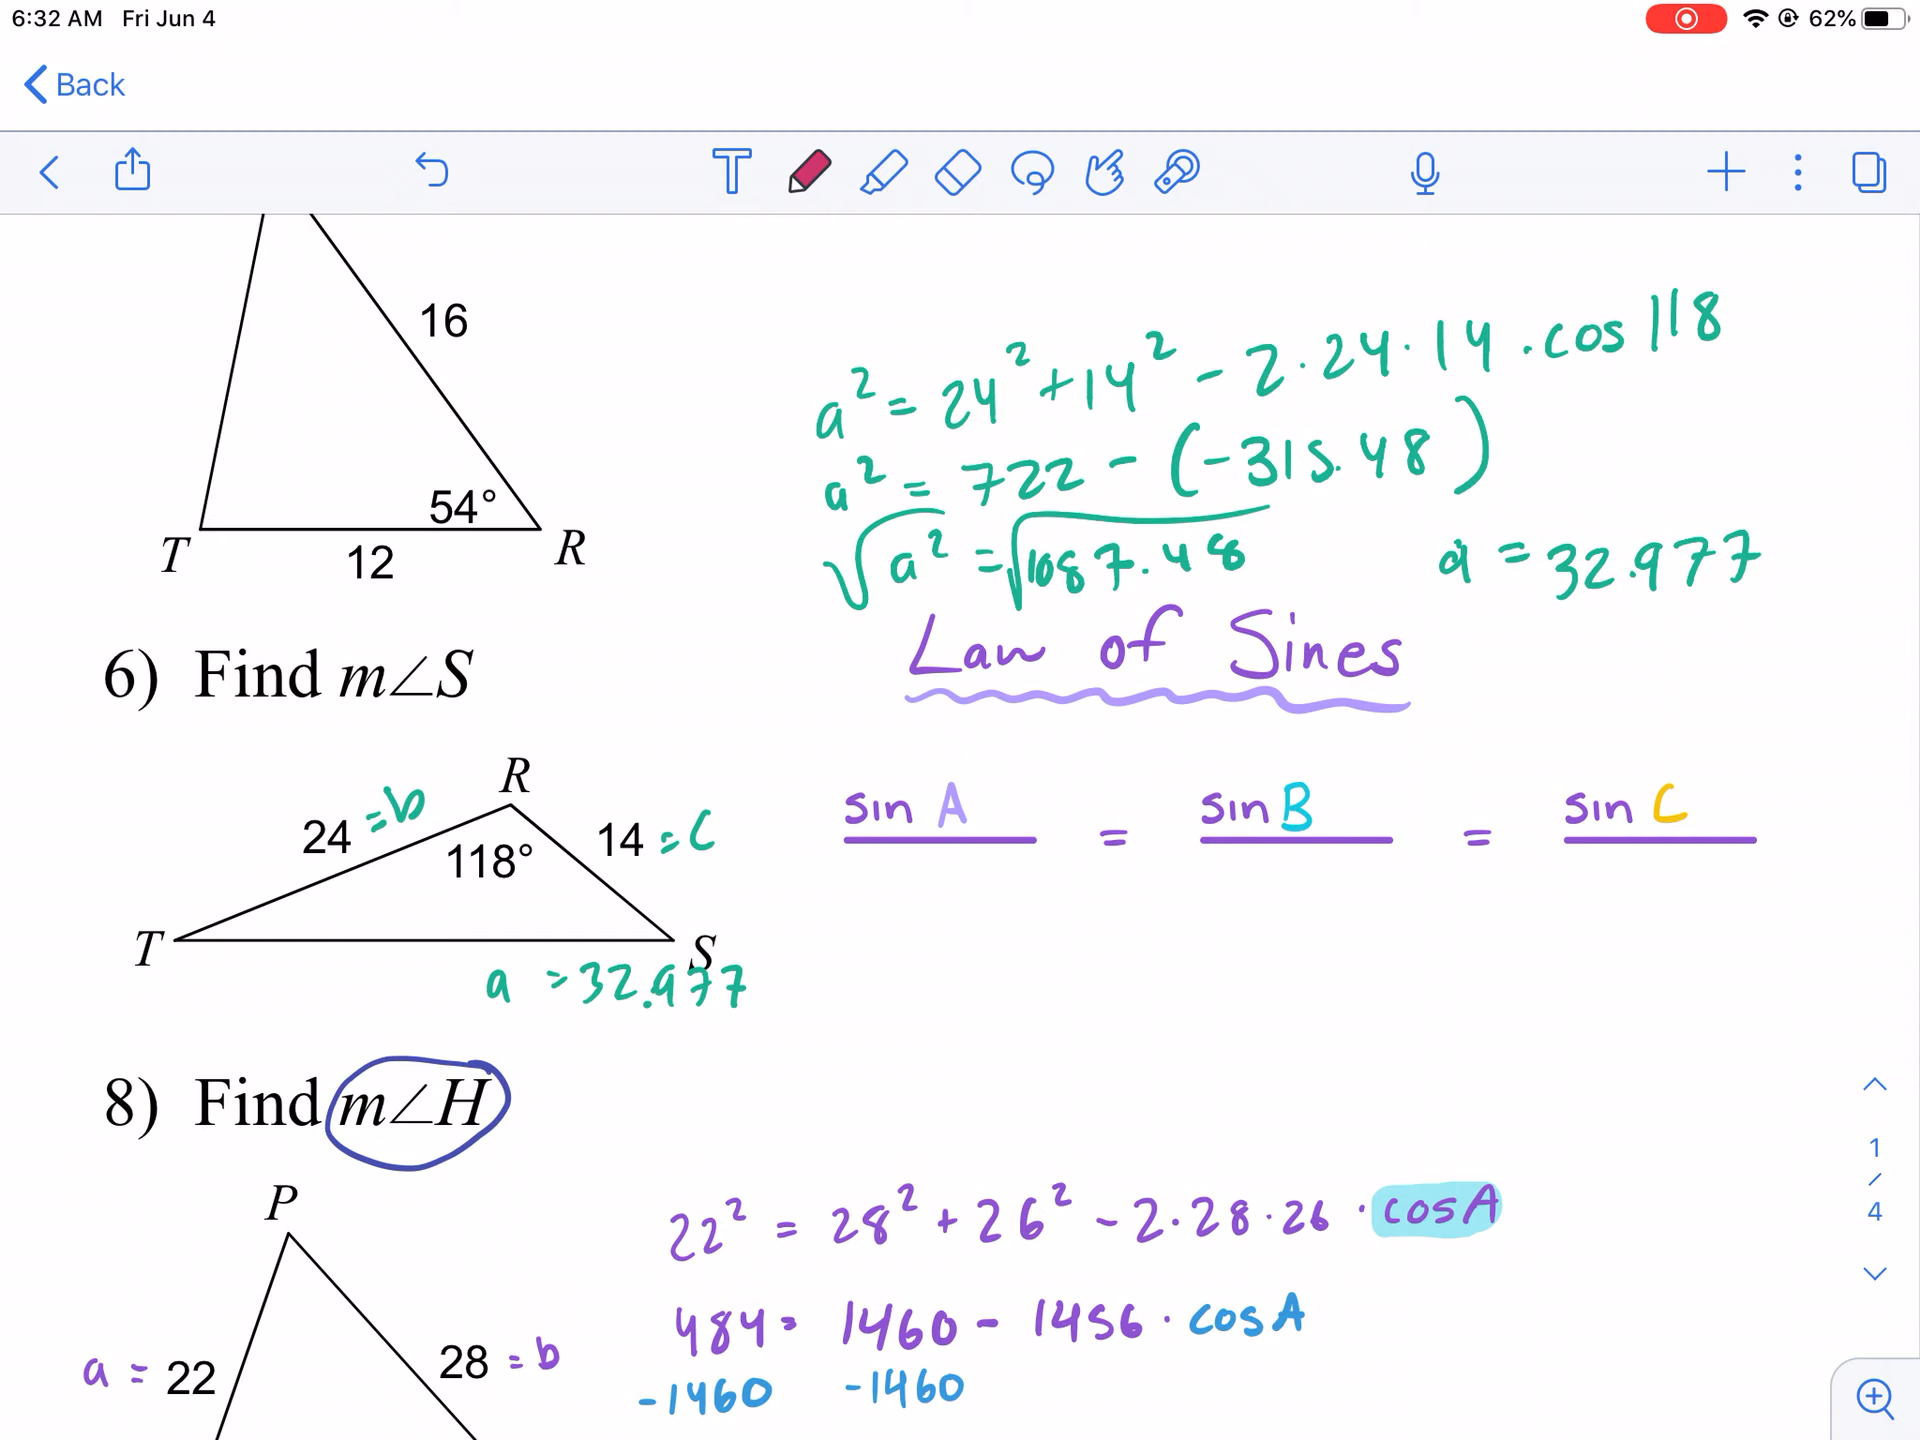 6:32 AM Fri Jun 4
62%
Back
T
16
54°
T
12
R
a² = 24² + 14² - 2·24·14·cos 118
a² = 722 - (-315.48)
√a² = √1087.48
a = 32.977
Law of Sines
6) Find m∠S
R
24 = b
14 = c
118°
T
S
a = 32.977
sin A = sin B = sin C
8) Find m∠H
P
a = 22
28 = b
22² = 28² + 26² - 2·28·26·cos A
484 = 1460 - 1456·cos A
-1460 -1460
1
/
4